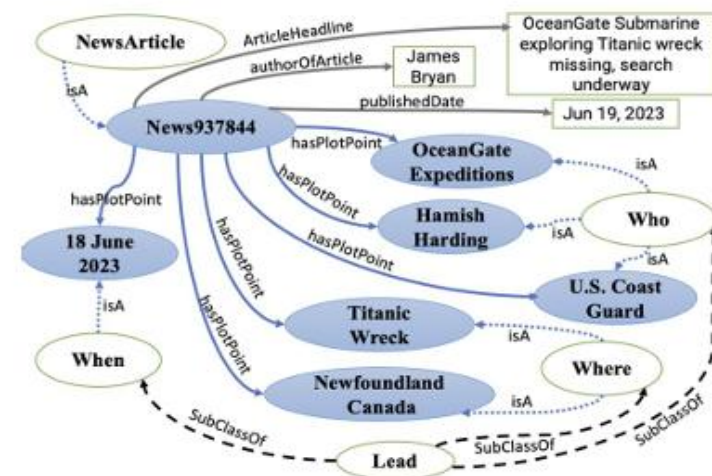 NewsArticle
ArticleHeadline
OceanGate Submarine
exploring Titanic wreck
missing, search
underway
authorOfArticle
James
Bryan
isA
publishedDate
Jun 19, 2023
News937844
hasPlotPoint
OceanGate
Expeditions
isA
hasPlotPoint
hasPlotPoint
Hamish
Harding
isA
Who
hasPlotPoint
hasPlotPoint
isA
18 June
2023
U.S. Coast
Guard
hasPlotPoint
isA
Titanic
Wreck
isA
When
Where
Newfoundland
Canada
isA
SubClassOf
SubClassOf
SubClassOf
Lead